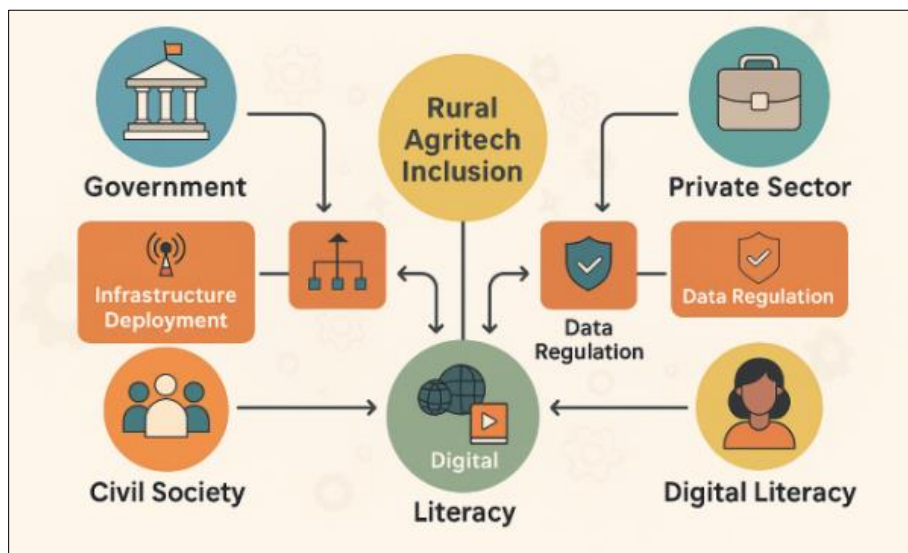 Rural
Agritech
Inclusion
Government
Private Sector
Infrastructure
Deployment
Data
Regulation
Data Regulation
Digital
Literacy
Civil Society
Digital Literacy